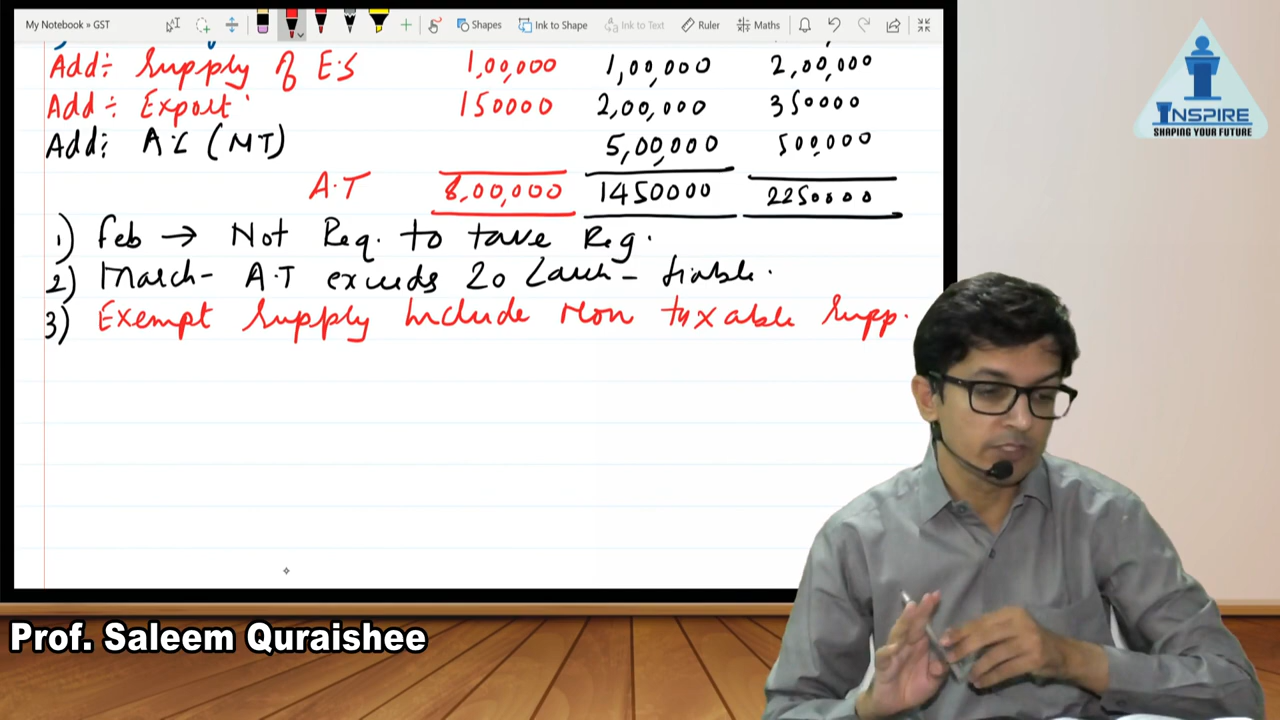 My Notebook » GST
Shapes
Ink to Shape
Ink to Text
Ruler
Maths
Add:- Supply of E.S 1,00,000 1,00,000 2,00,000
Add:- Export 150000 2,00,000 350000
Add:- (MT) 5,00,000 500,000
A.T 8,00,000 1450000 2250000
1) Feb → Not Req. to take Reg.
2) March- A.T exceeds 20 - liable.
3) Exempt Supply Include Non taxable Supp.
INSPIRE
SHAPING YOUR FUTURE
Prof. Saleem Quraishee